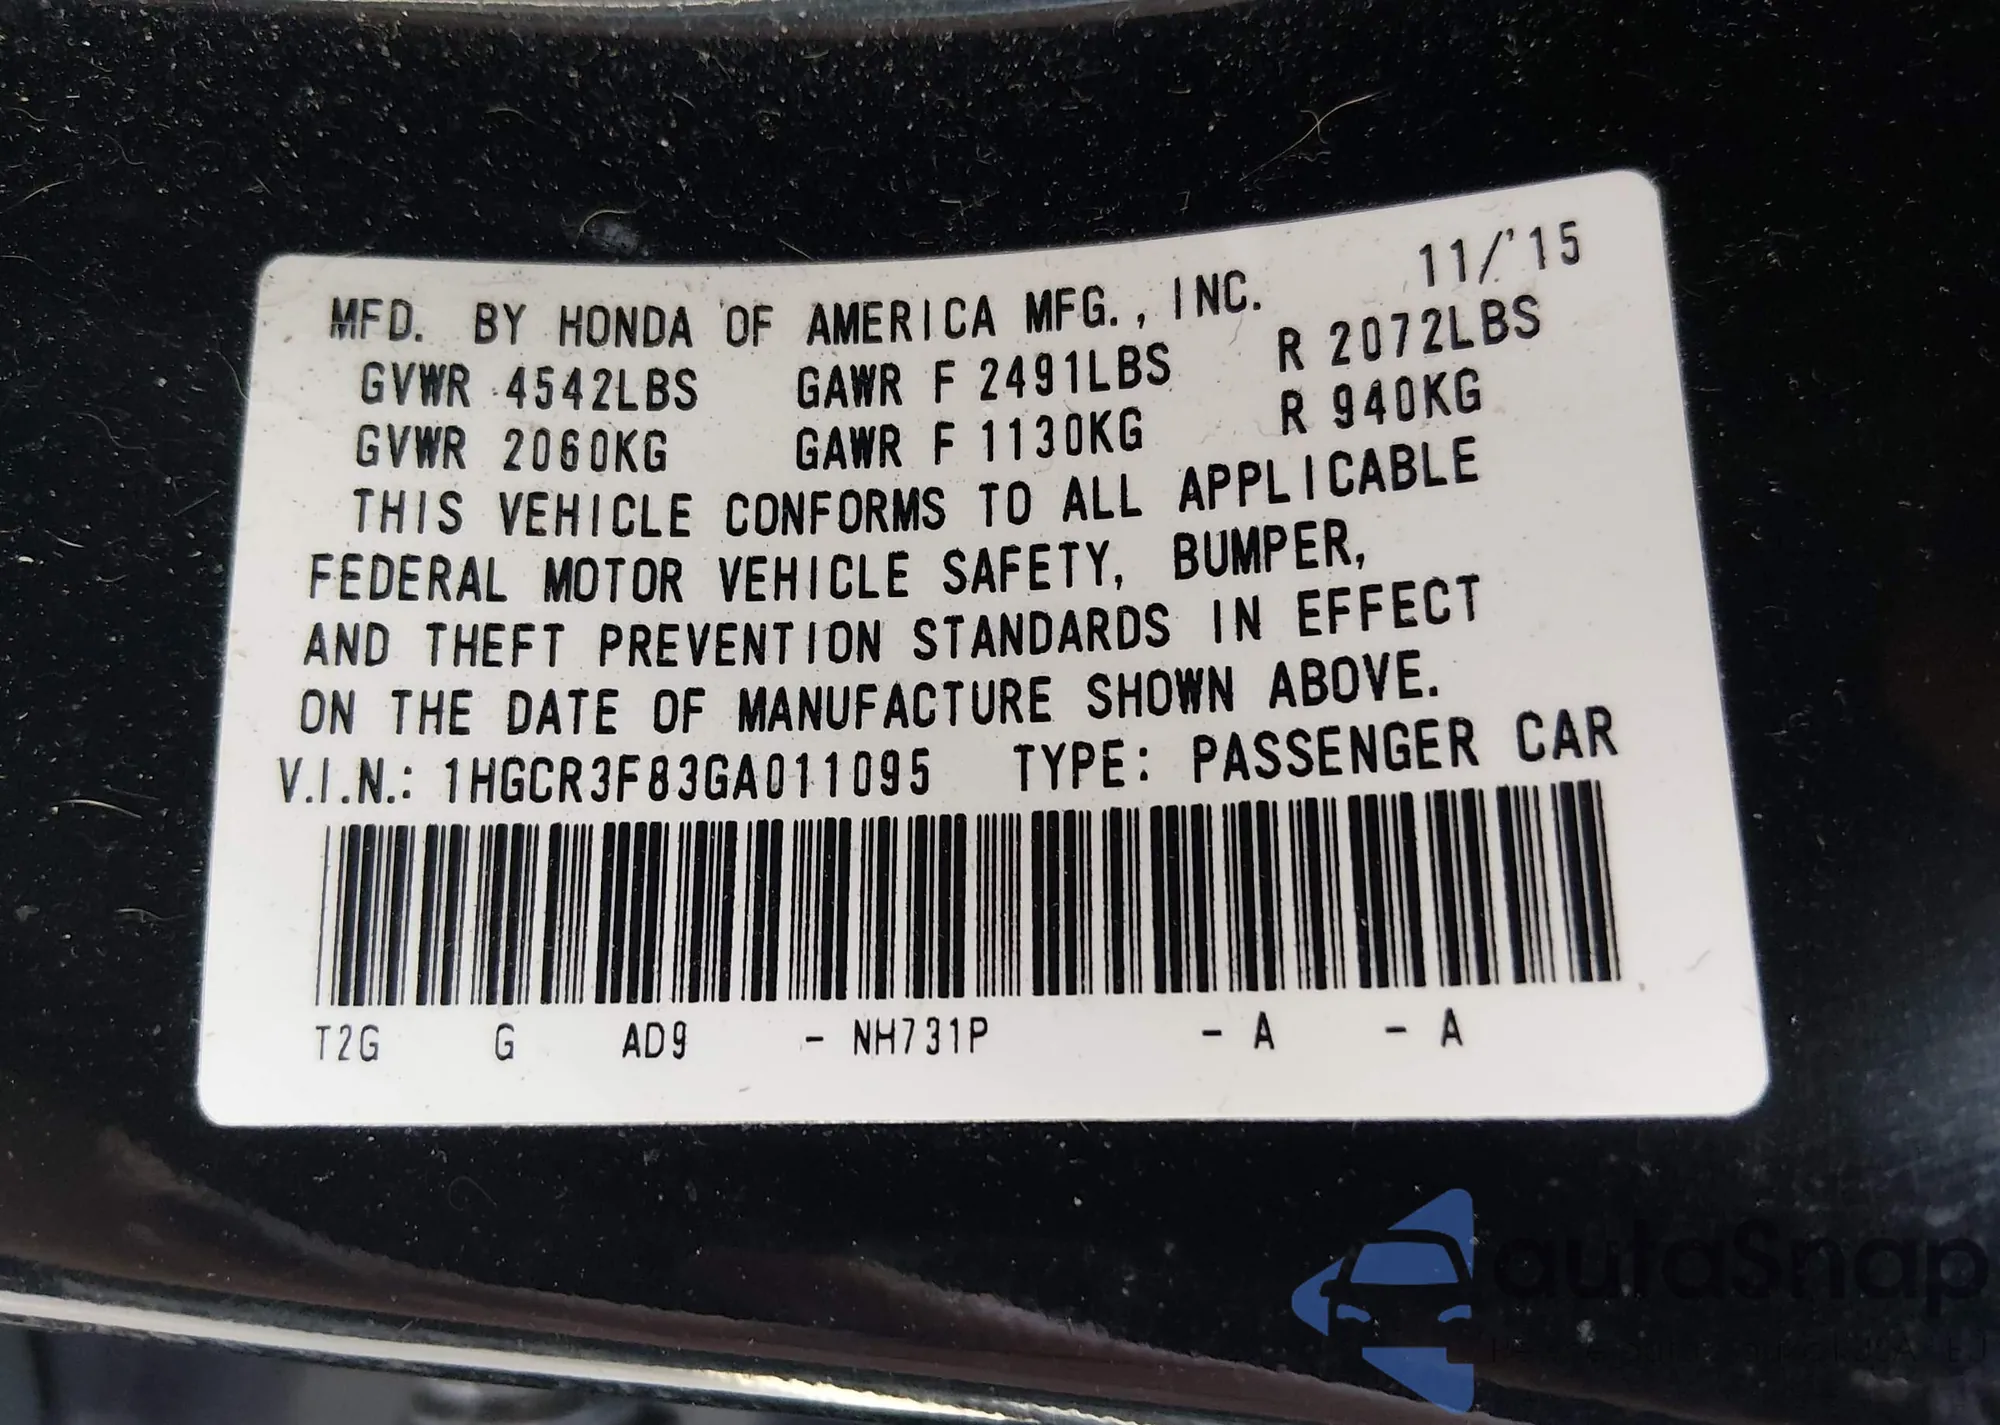 MFD. BY HONDA OF AMERICA MFG., INC. 11/'15
GVWR 4542LBS GAWR F 2491LBS R 2072LBS
GVWR 2060KG GAWR F 1130KG R 940KG
THIS VEHICLE CONFORMS TO ALL APPLICABLE
FEDERAL MOTOR VEHICLE SAFETY, BUMPER,
AND THEFT PREVENTION STANDARDS IN EFFECT
ON THE DATE OF MANUFACTURE SHOWN ABOVE.
V.I.N.: 1HGCR3F83GA011095 TYPE: PASSENGER CAR
T2G G AD9 - NH731P - A - A
autaSnap